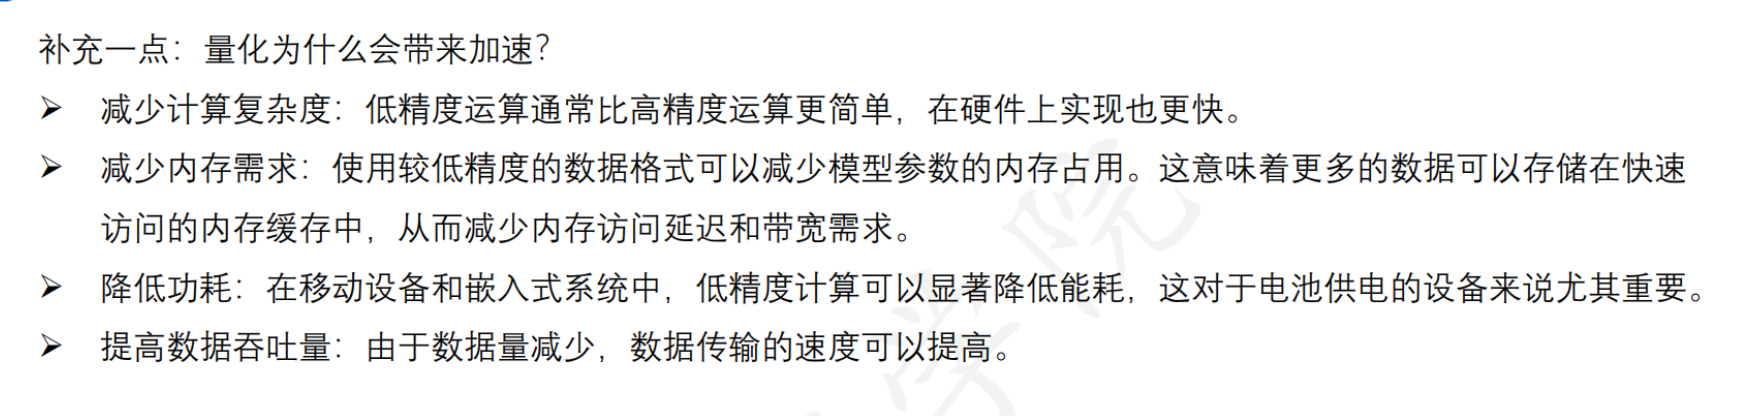 补充一点：量化为什么会带来加速？
➢ 减少计算复杂度：低精度运算通常比高精度运算更简单，在硬件上实现也更快。
➢ 减少内存需求：使用较低精度的数据格式可以减少模型参数的内存占用。这意味着更多的数据可以存储在快速
访问的内存缓存中，从而减少内存访问延迟和带宽需求。
➢ 降低功耗：在移动设备和嵌入式系统中，低精度计算可以显著降低能耗，这对于电池供电的设备来说尤其重要。
➢ 提高数据吞吐量：由于数据量减少，数据传输的速度可以提高。
学院